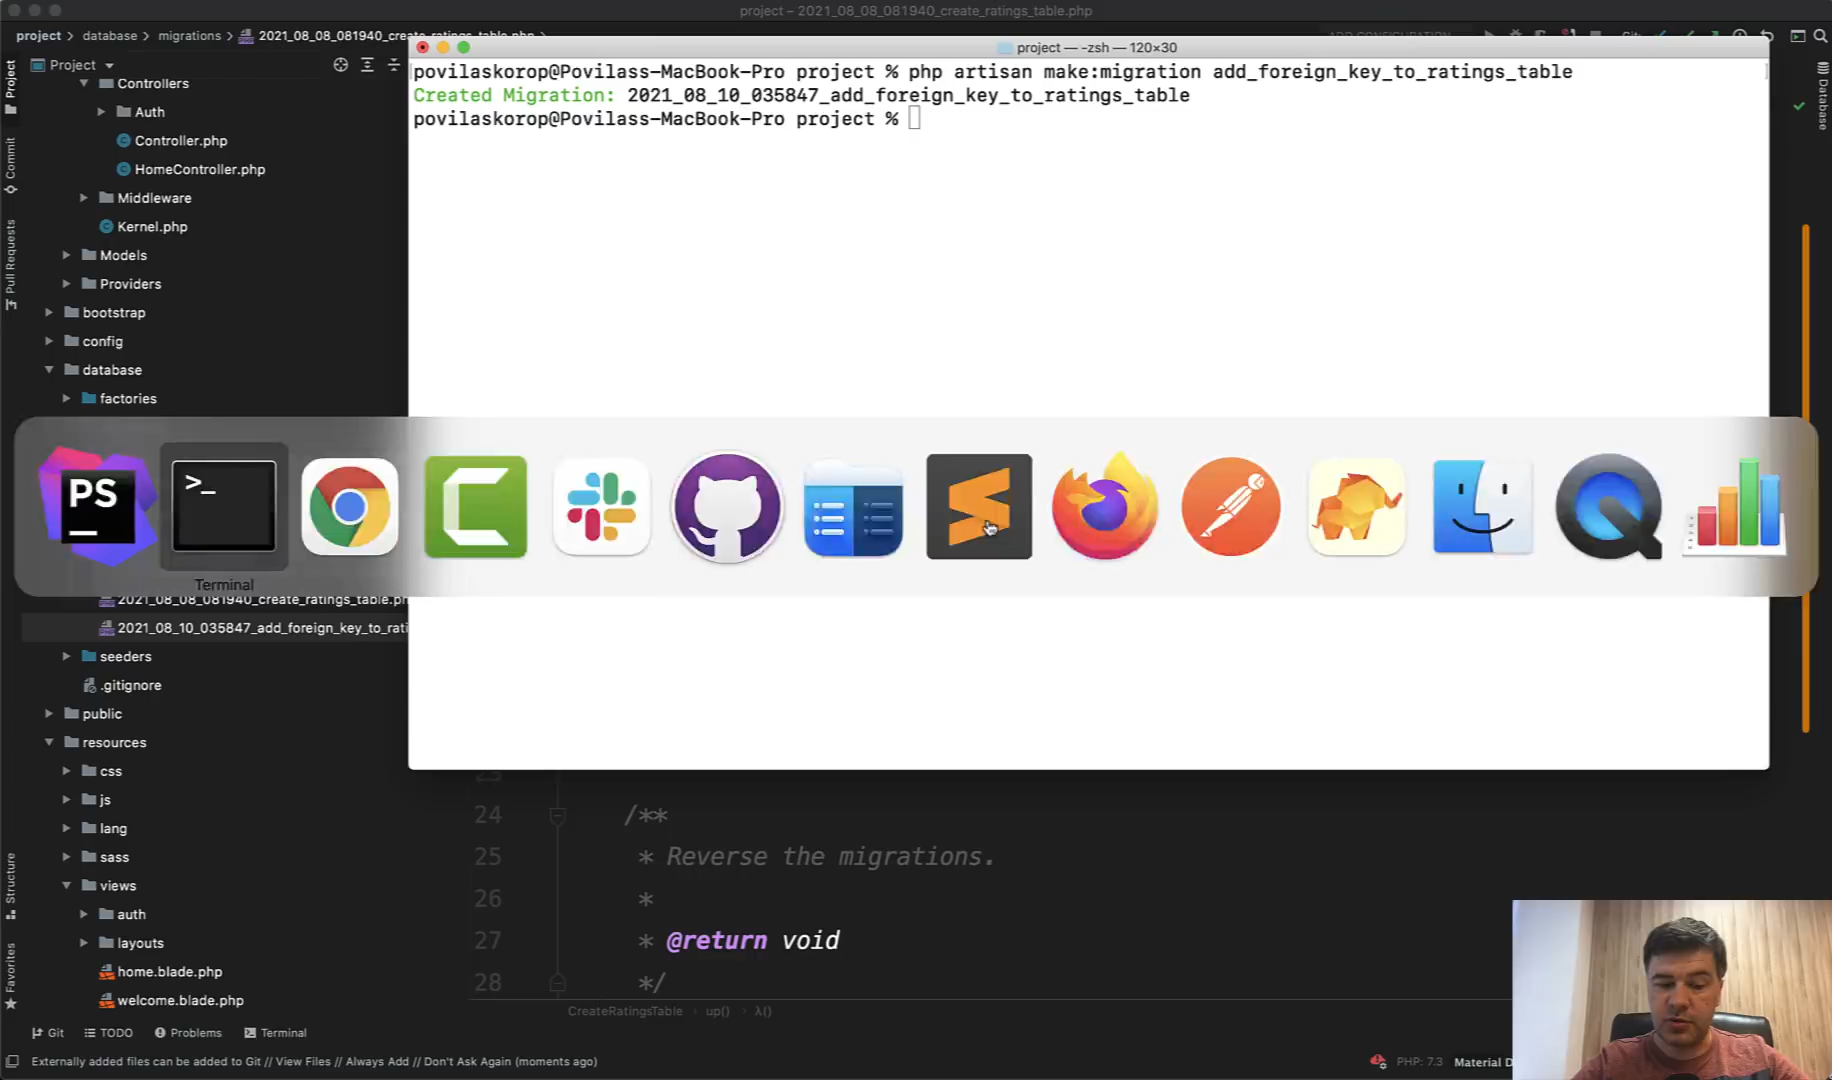 project – 2021_08_08_081940_create_ratings_table.php
project > database > migrations > 2021_08_08_081940_create_ratings_table.php
project — -zsh — 120×30
povilaskorop@Povilass-MacBook-Pro project % php artisan make:migration add_foreign_key_to_ratings_table
Created Migration: 2021_08_10_035847_add_foreign_key_to_ratings_table
povilaskorop@Povilass-MacBook-Pro project %
Project
Commit
Pull Requests
Structure
Favorites
Database
Project
Controllers
Auth
Controller.php
HomeController.php
Middleware
Kernel.php
Models
Providers
bootstrap
config
database
factories
PS
>_
Terminal
2021_08_08_081940_create_ratings_table.ph
2021_08_10_035847_add_foreign_key_to_rati
seeders
.gitignore
public
resources
css
js
lang
sass
views
auth
layouts
home.blade.php
welcome.blade.php
23
24 /**
25 * Reverse the migrations.
26 *
27 * @return void
28 */
CreateRatingsTable > up() > λ()
Git TODO Problems Terminal
Externally added files can be added to Git // View Files // Always Add // Don't Ask Again (moments ago)
PHP: 7.3 Material D